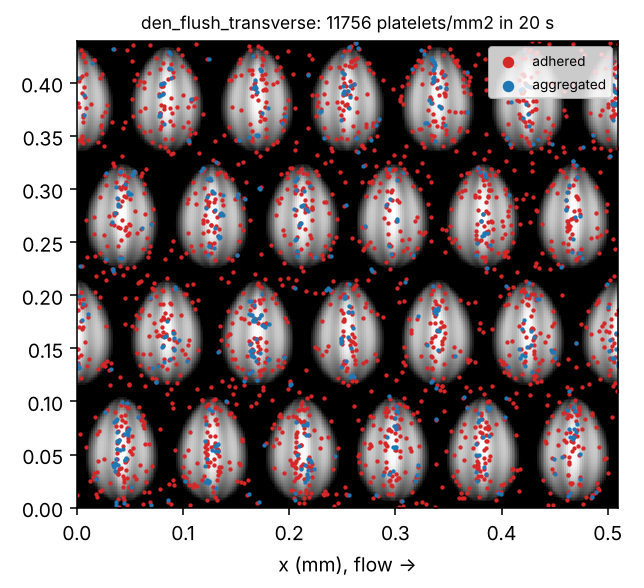 den_flush_transverse: 11756 platelets/mm2 in 20 s
adhered
aggregated
0.40
0.35
0.30
0.25
0.20
0.15
0.10
0.05
0.00
0.0 0.1 0.2 0.3 0.4 0.5
x (mm), flow →